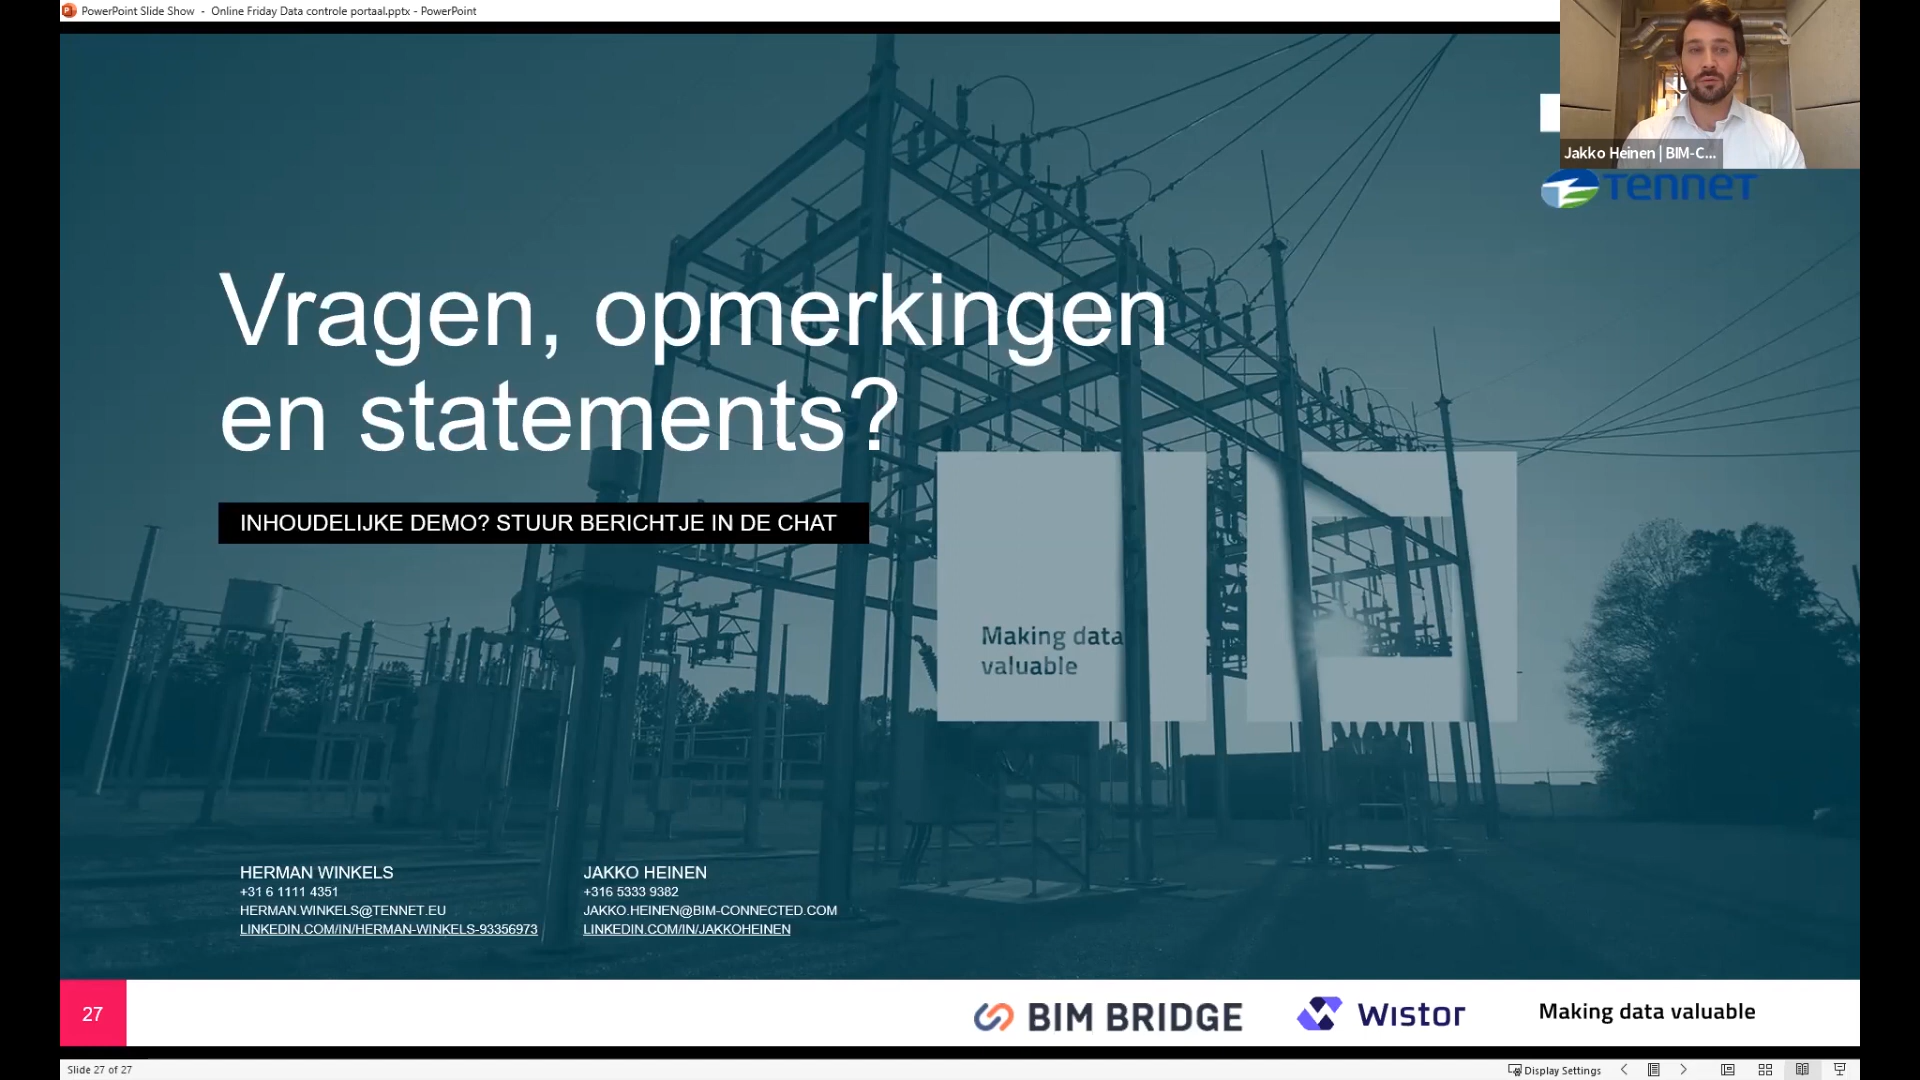 PowerPoint Slide Show - Online Friday Data controle portaal.pptx - PowerPoint
Jakko Heinen | BIM-C...
TenneT
Vragen, opmerkingen
en statements?
INHOUDELIJKE DEMO? STUUR BERICHTJE IN DE CHAT
Making data
valuable
HERMAN WINKELS
+31 6 1111 4351
HERMAN.WINKELS@TENNET.EU
LINKEDIN.COM/IN/HERMAN-WINKELS-93356973
JAKKO HEINEN
+316 5333 9382
JAKKO.HEINEN@BIM-CONNECTED.COM
LINKEDIN.COM/IN/JAKKOHEINEN
27
BIM BRIDGE
Wistor
Making data valuable
Slide 27 of 27
Display Settings